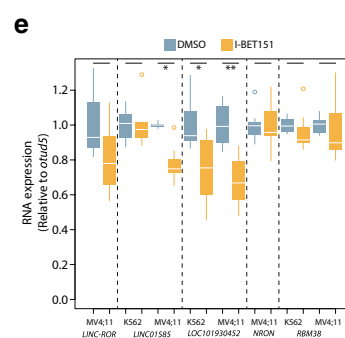 e
DMSO I-BET151
* * **
RNA expression
(Relative to otud5)
1.2
1.0
0.8
0.6
0.4
0.2
0.0
MV4;11 K562 MV4;11 K562 MV4;11 MV4;11 K562 MV4;11
LINC-ROR LINC01585 LOC101930452 NRON RBM38